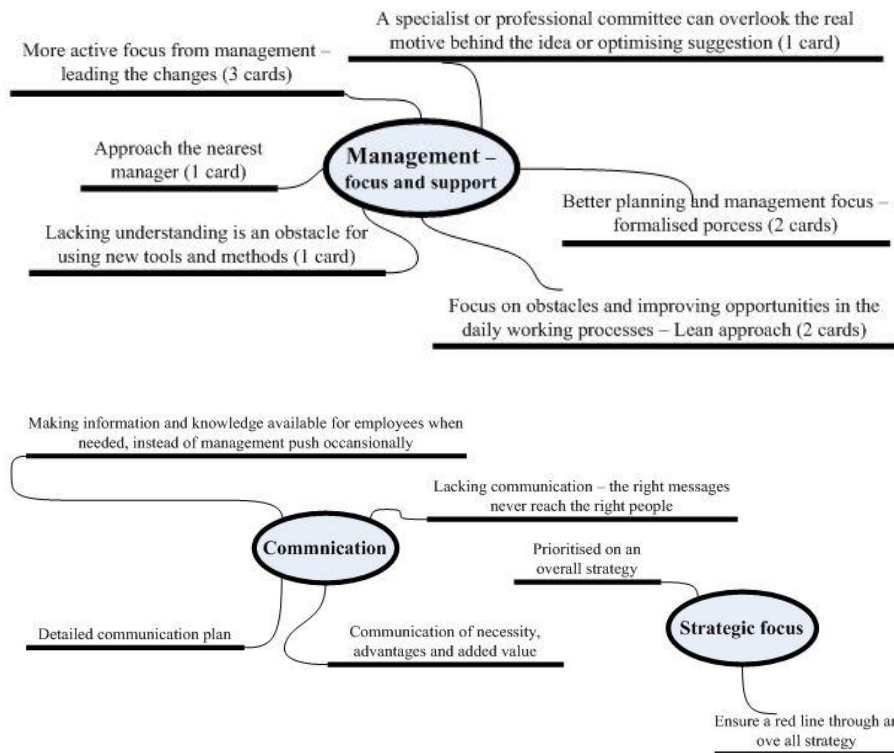 A specialist or professional committee can overlook the real
motive behind the idea or optimising suggestion (1 card)
More active focus from management –
leading the changes (3 cards)
Management –
focus and support
Approach the nearest
manager (1 card)
Better planning and management focus –
formalised porcess (2 cards)
Lacking understanding is an obstacle for
using new tools and methods (1 card)
Focus on obstacles and improving opportunities in the
daily working processes – Lean approach (2 cards)
Making information and knowledge available for employees when
needed, instead of management push occansionally
Lacking communication – the right messages
never reach the right people
Commnication
Prioritised on an
overall strategy
Detailed communication plan
Communication of necessity,
advantages and added value
Strategic focus
Ensure a red line through an
ove all strategy